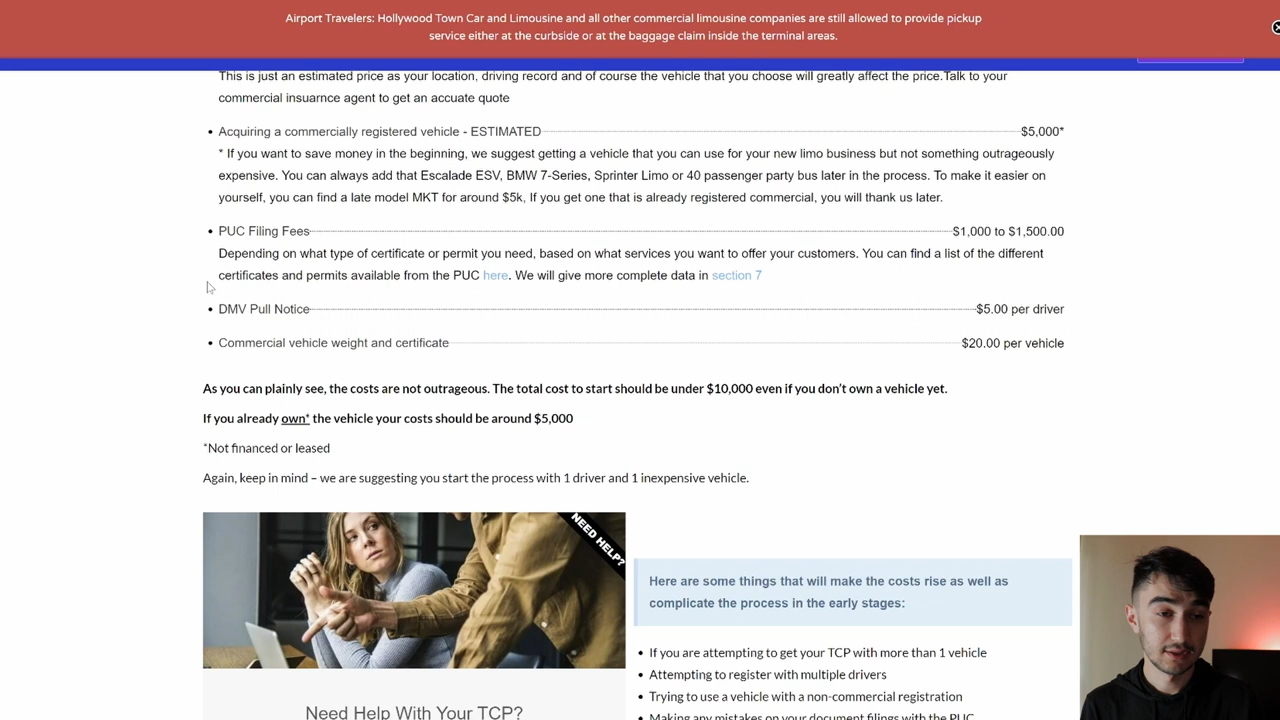 Airport Travelers: Hollywood Town Car and Limousine and all other commercial limousine companies are still allowed to provide pickup
service either at the curbside or at the baggage claim inside the terminal areas.
This is just an estimated price as your location, driving record and of course the vehicle that you choose will greatly affect the price.Talk to your
commercial insuarnce agent to get an accuate quote
• Acquiring a commercially registered vehicle - ESTIMATED $5,000*
* If you want to save money in the beginning, we suggest getting a vehicle that you can use for your new limo business but not something outrageously
expensive. You can always add that Escalade ESV, BMW 7-Series, Sprinter Limo or 40 passenger party bus later in the process. To make it easier on
yourself, you can find a late model MKT for around $5k, If you get one that is already registered commercial, you will thank us later.
• PUC Filing Fees $1,000 to $1,500.00
Depending on what type of certificate or permit you need, based on what services you want to offer your customers. You can find a list of the different
certificates and permits available from the PUC here. We will give more complete data in section 7
• DMV Pull Notice $5.00 per driver
• Commercial vehicle weight and certificate $20.00 per vehicle
As you can plainly see, the costs are not outrageous. The total cost to start should be under $10,000 even if you don't own a vehicle yet.
If you already own* the vehicle your costs should be around $5,000
*Not financed or leased
Again, keep in mind – we are suggesting you start the process with 1 driver and 1 inexpensive vehicle.
NEED HELP?
Need Help With Your TCP?
Here are some things that will make the costs rise as well as
complicate the process in the early stages:
• If you are attempting to get your TCP with more than 1 vehicle
• Attempting to register with multiple drivers
• Trying to use a vehicle with a non-commercial registration
• Making any mistakes on your document filings with the PUC